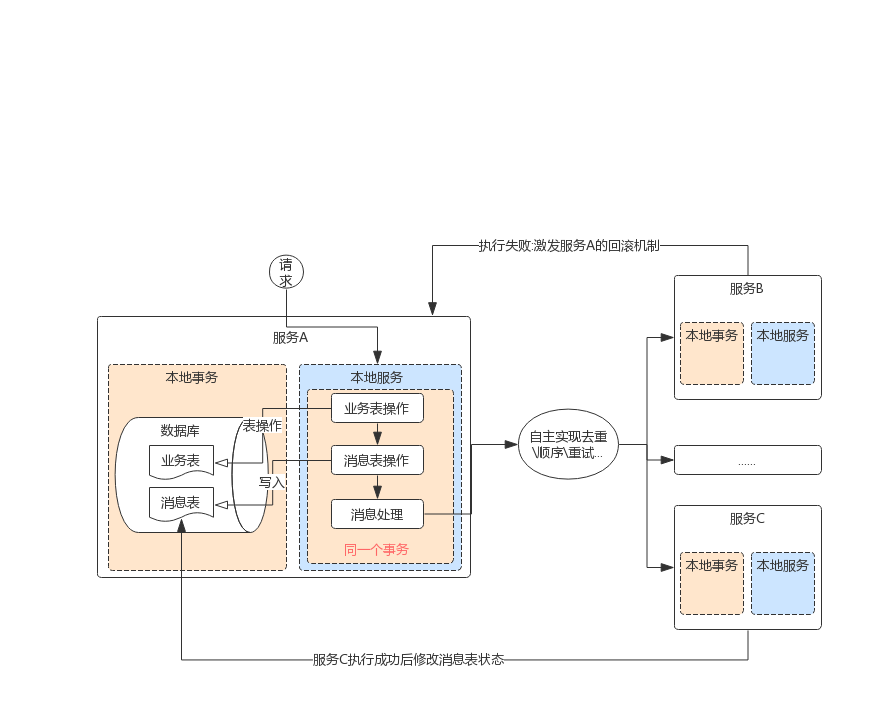 执行失败:激发服务A的回滚机制
请
求
服务B
本地事务
本地服务
服务A
本地事务
本地服务
数据库
表操作
业务表
写入
消息表
业务表操作
消息表操作
消息处理
同一个事务
自主实现去重
\顺序\重试...
......
服务C
本地事务
本地服务
服务C执行成功后修改消息表状态